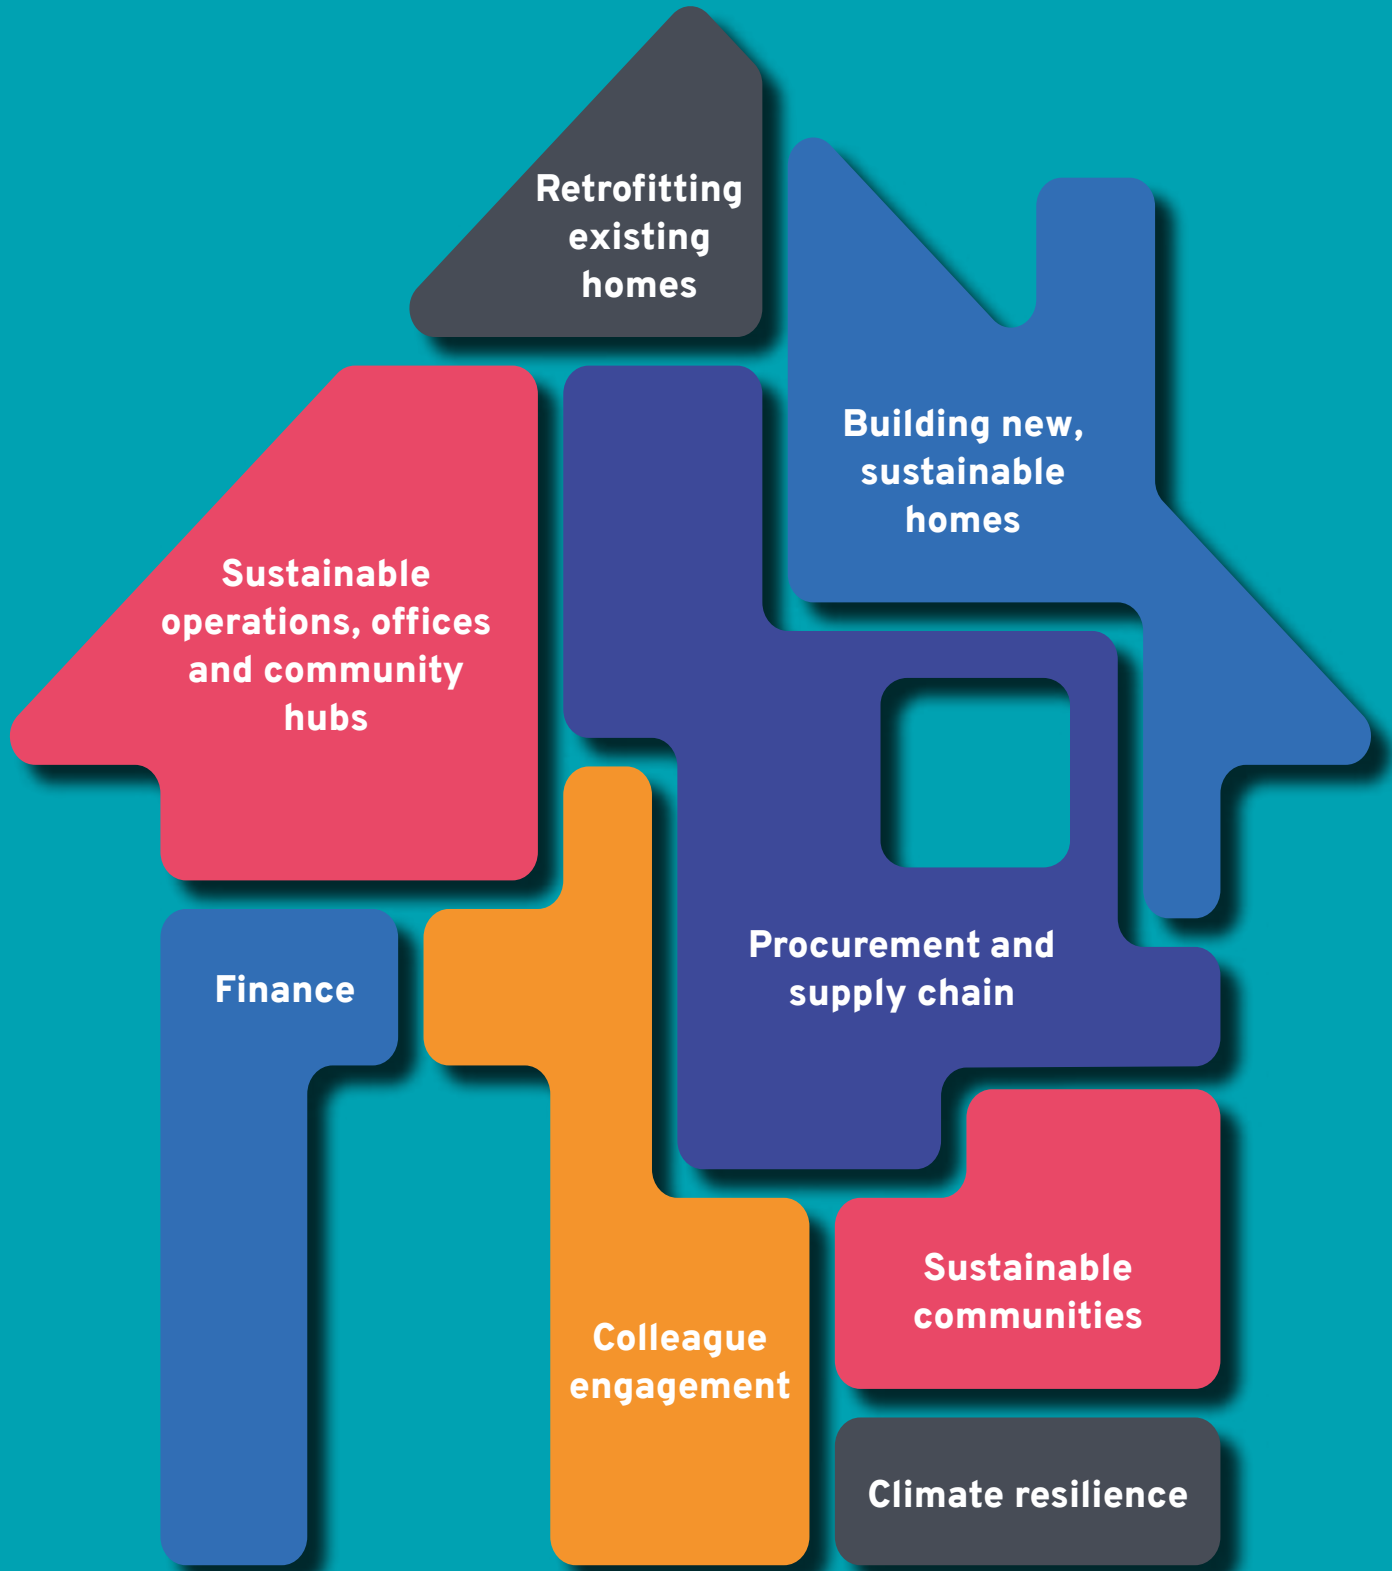 Retrofitting
existing
homes
Building new,
sustainable
homes
Sustainable
operations, offices
and community
hubs
Procurement and
supply chain
Finance
Sustainable
communities
Colleague
engagement
Climate resilience